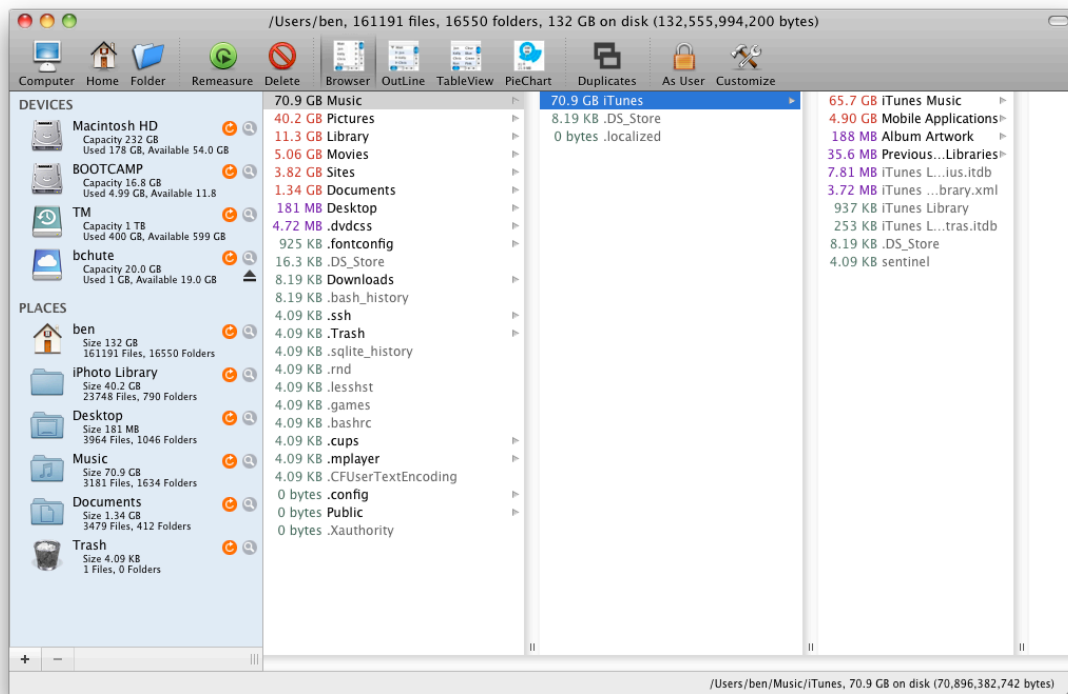 /Users/ben, 161191 files, 16550 folders, 132 GB on disk (132,555,994,200 bytes)
Computer Home Folder Remeasure Delete Browser OutLine TableView PieChart Duplicates As User Customize
DEVICES
Macintosh HD
Capacity 232 GB
Used 178 GB, Available 54.0 GB
BOOTCAMP
Capacity 16.8 GB
Used 4.99 GB, Available 11.8
TM
Capacity 1 TB
Used 400 GB, Available 599 GB
bchute
Capacity 20.0 GB
Used 1 GB, Available 19.0 GB
PLACES
ben
Size 132 GB
161191 Files, 16550 Folders
iPhoto Library
Size 40.2 GB
23748 Files, 790 Folders
Desktop
Size 181 MB
3964 Files, 1046 Folders
Music
Size 70.9 GB
3181 Files, 1634 Folders
Documents
Size 1.34 GB
3479 Files, 412 Folders
Trash
Size 4.09 KB
1 Files, 0 Folders
70.9 GB Music
40.2 GB Pictures
11.3 GB Library
5.06 GB Movies
3.82 GB Sites
1.34 GB Documents
181 MB Desktop
4.72 MB .dvdcss
925 KB .fontconfig
16.3 KB .DS_Store
8.19 KB Downloads
8.19 KB .bash_history
4.09 KB .ssh
4.09 KB .Trash
4.09 KB .sqlite_history
4.09 KB .rnd
4.09 KB .lesshst
4.09 KB .games
4.09 KB .bashrc
4.09 KB .cups
4.09 KB .mplayer
4.09 KB .CFUserTextEncoding
0 bytes .config
0 bytes Public
0 bytes .Xauthority
70.9 GB iTunes
8.19 KB .DS_Store
0 bytes .localized
65.7 GB iTunes Music
4.90 GB Mobile Applications
188 MB Album Artwork
35.6 MB Previous...Libraries
7.81 MB iTunes L...ius.itdb
3.72 MB iTunes ...brary.xml
937 KB iTunes Library
253 KB iTunes L...tras.itdb
8.19 KB .DS_Store
4.09 KB sentinel
/Users/ben/Music/iTunes, 70.9 GB on disk (70,896,382,742 bytes)